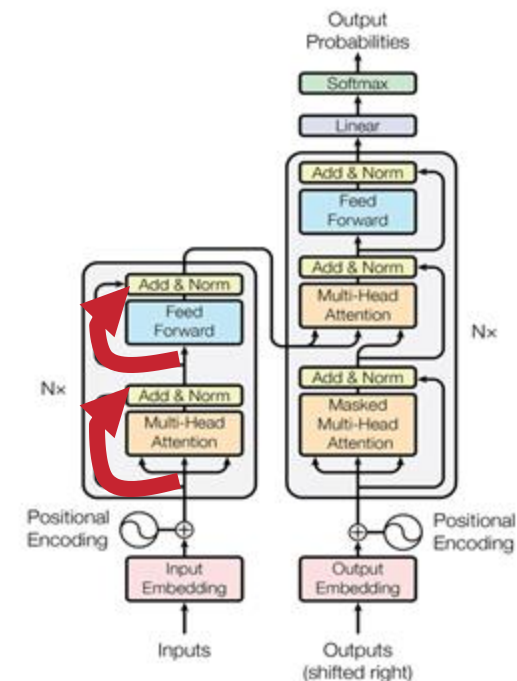 Output
Probabilities
Softmax
Linear
Add & Norm
Feed
Forward
Add & Norm
Multi-Head
Attention
Add & Norm
Masked
Multi-Head
Attention
N×
Add & Norm
Feed
Forward
Add & Norm
Multi-Head
Attention
N×
Positional
Encoding
Positional
Encoding
Input
Embedding
Output
Embedding
Inputs
Outputs
(shifted right)